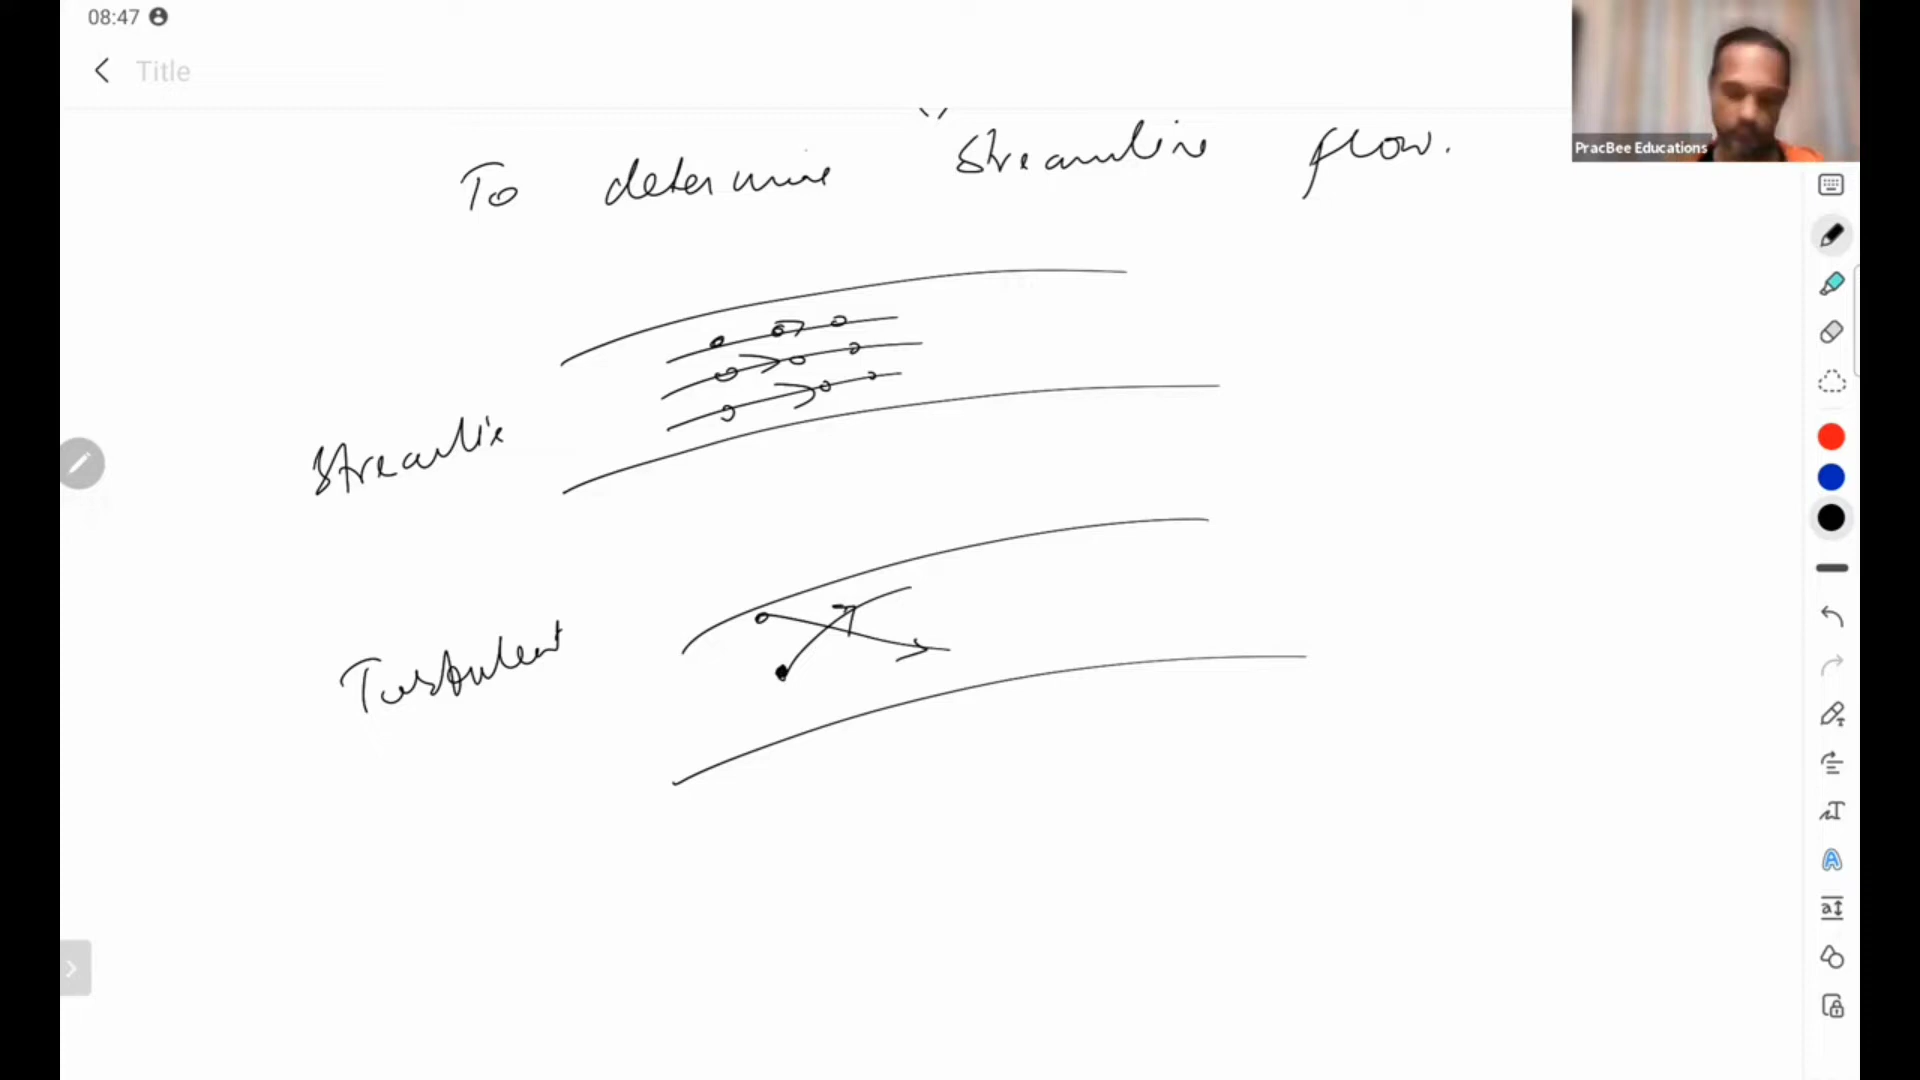 08:47
Title
PracBee Educations
To determine streamline flow.
Streamline
Turbulent